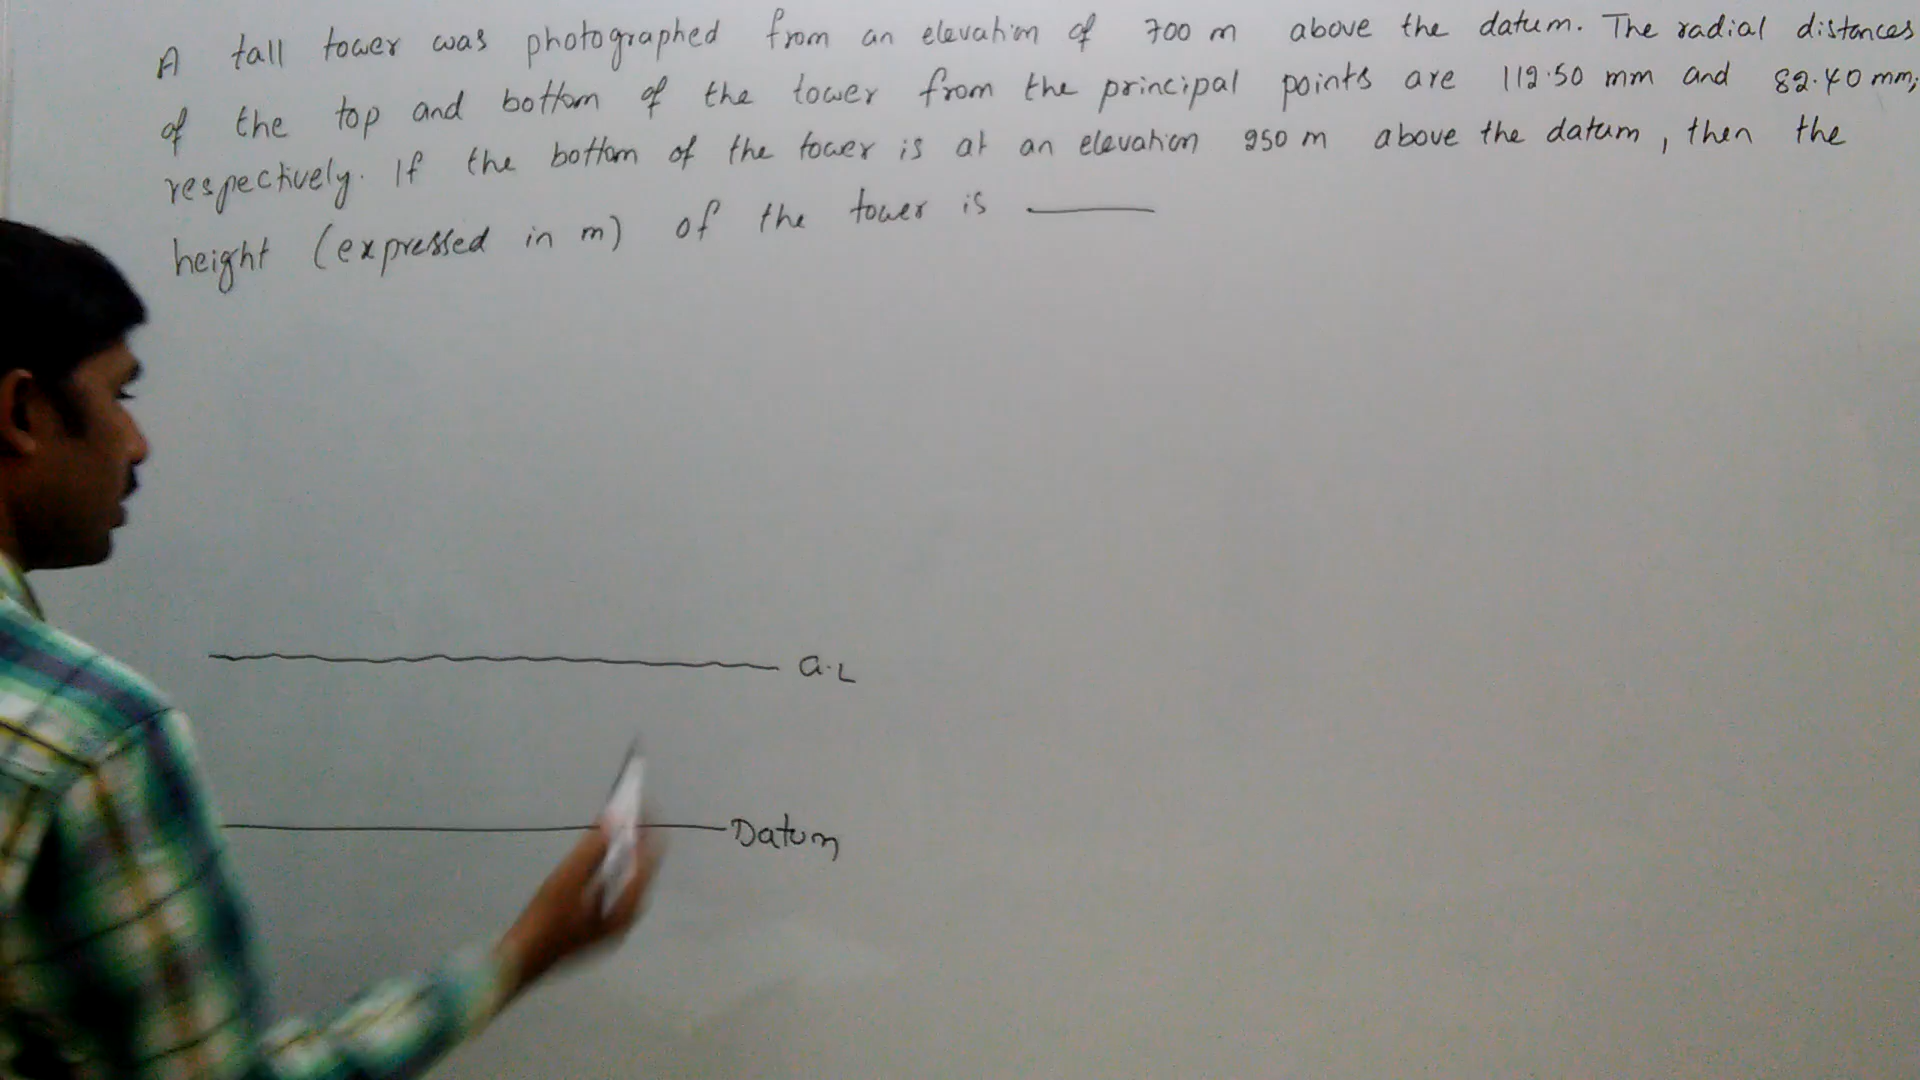 A tall tower was photographed from an elevation of 700 m above the datum. The radial distances
of the top and bottom of the tower from the principal points are 112.50 mm and 82.40 mm,
respectively. If the bottom of the tower is at an elevation 250 m above the datum, then the
height (expressed in m) of the tower is
G.L
Datum